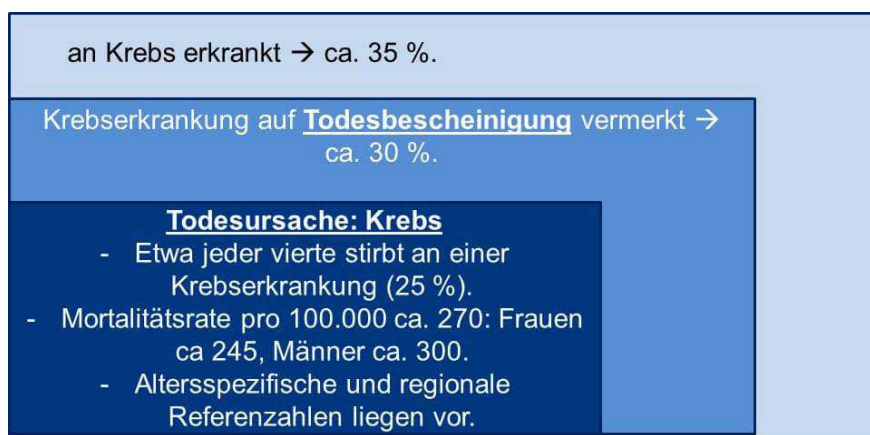 an Krebs erkrankt → ca. 35 %.
Krebserkrankung auf Todesbescheinigung vermerkt →
ca. 30 %.
Todesursache: Krebs
- Etwa jeder vierte stirbt an einer
Krebserkrankung (25 %).
- Mortalitätsrate pro 100.000 ca. 270: Frauen
ca 245, Männer ca. 300.
- Altersspezifische und regionale
Referenzahlen liegen vor.